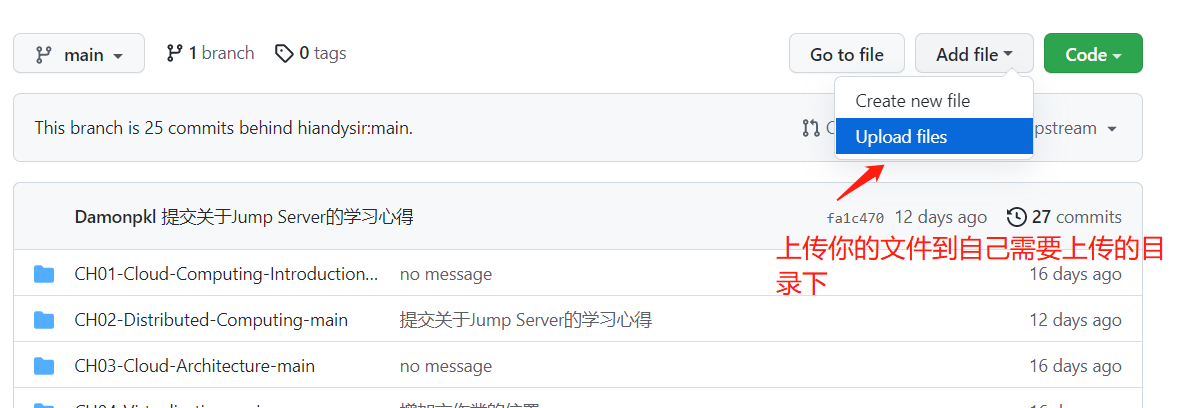 main 1 branch 0 tags Go to file Add file Code
Create new file
This branch is 25 commits behind hiandysir:main. Upload files pstream
Damonpkl 提交关于Jump Server的学习心得 fa1c470 12 days ago 27 commits
上传你的文件到自己需要上传的目
录下
CH01-Cloud-Computing-Introduction... no message 16 days ago
CH02-Distributed-Computing-main 提交关于Jump Server的学习心得 12 days ago
CH03-Cloud-Architecture-main no message 16 days ago